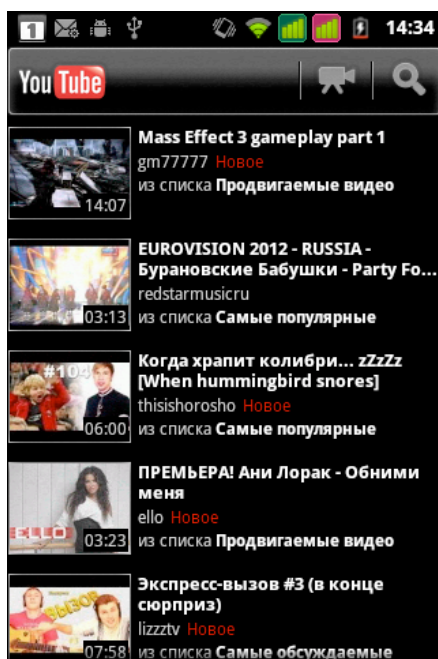 1
14:34
You Tube
Mass Effect 3 gameplay part 1
gm77777 Новое
из списка Продвигаемые видео
14:07
EUROVISION 2012 - RUSSIA -
Бурановские Бабушки - Party Fo...
redstarmusicru
03:13
из списка Самые популярные
Когда храпит колибри... zZzZz
#104
[When hummingbird snores]
thisishorosho Новое
06:00
из списка Самые популярные
ПРЕМЬЕРА! Ани Лорак - Обними
меня
ello Новое
ELLO
03:23
из списка Продвигаемые видео
Экспресс-вызов #3 (в конце
сюрприз)
ВЫЗОВ
lizzztv Новое
07:58
из списка Самые обсуждаемые